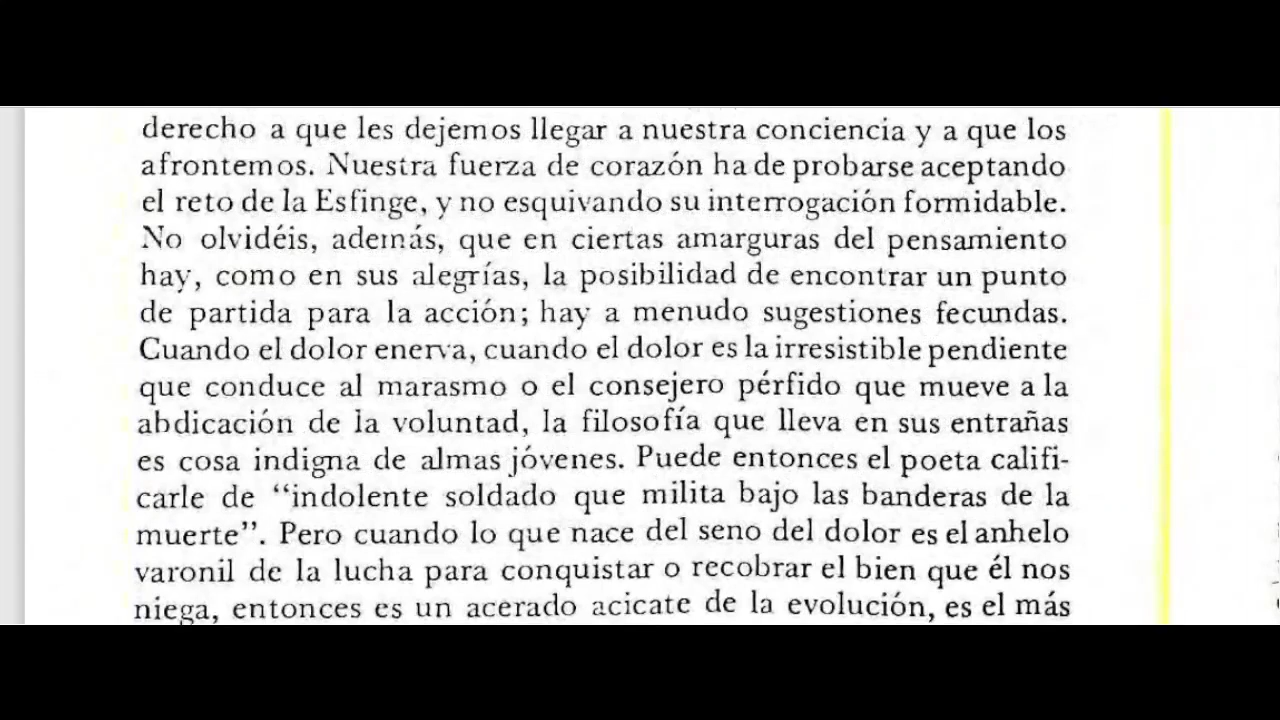 derecho a que les dejemos llegar a nuestra conciencia y a que los
afrontemos. Nuestra fuerza de corazón ha de probarse aceptando
el reto de la Esfinge, y no esquivando su interrogación formidable.
No olvidéis, además, que en ciertas amarguras del pensamiento
hay, como en sus alegrías, la posibilidad de encontrar un punto
de partida para la acción; hay a menudo sugestiones fecundas.
Cuando el dolor enerva, cuando el dolor es la irresistible pendiente
que conduce al marasmo o el consejero pérfido que mueve a la
abdicación de la voluntad, la filosofía que lleva en sus entrañas
es cosa indigna de almas jóvenes. Puede entonces el poeta califi-
carle de “indolente soldado que milita bajo las banderas de la
muerte”. Pero cuando lo que nace del seno del dolor es el anhelo
varonil de la lucha para conquistar o recobrar el bien que él nos
niega, entonces es un acerado acicate de la evolución, es el más